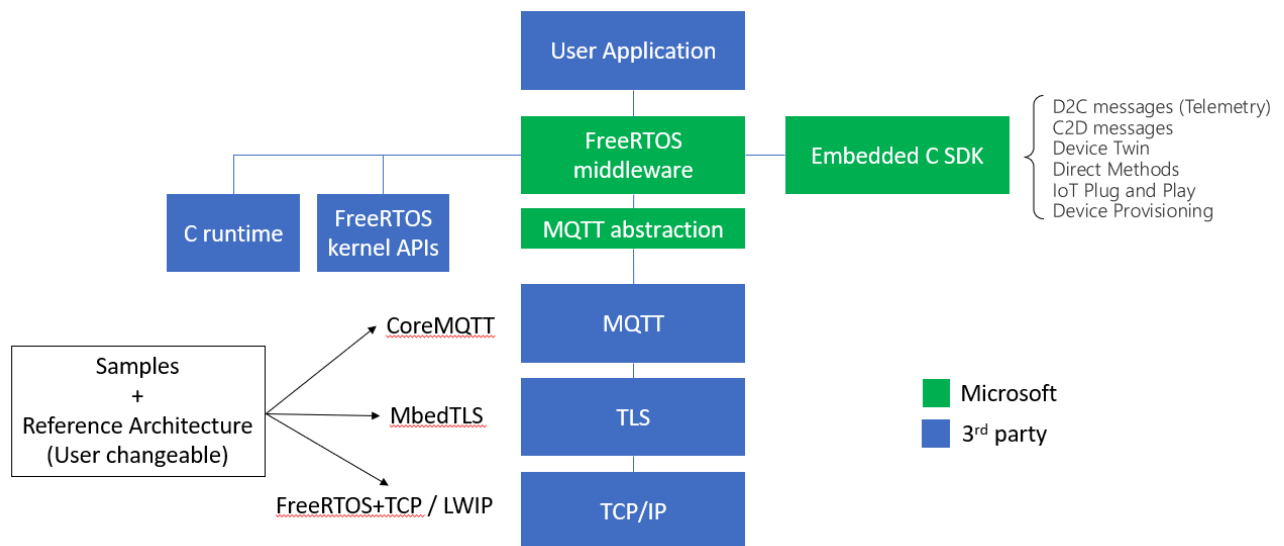 User Application
FreeRTOS
middleware
Embedded C SDK
D2C messages (Telemetry)
C2D messages
Device Twin
Direct Methods
IoT Plug and Play
Device Provisioning
C runtime
FreeRTOS
kernel APIs
MQTT abstraction
MQTT
TLS
TCP/IP
Samples
+
Reference Architecture
(User changeable)
CoreMQTT
MbedTLS
FreeRTOS+TCP / LWIP
Microsoft
3rd party